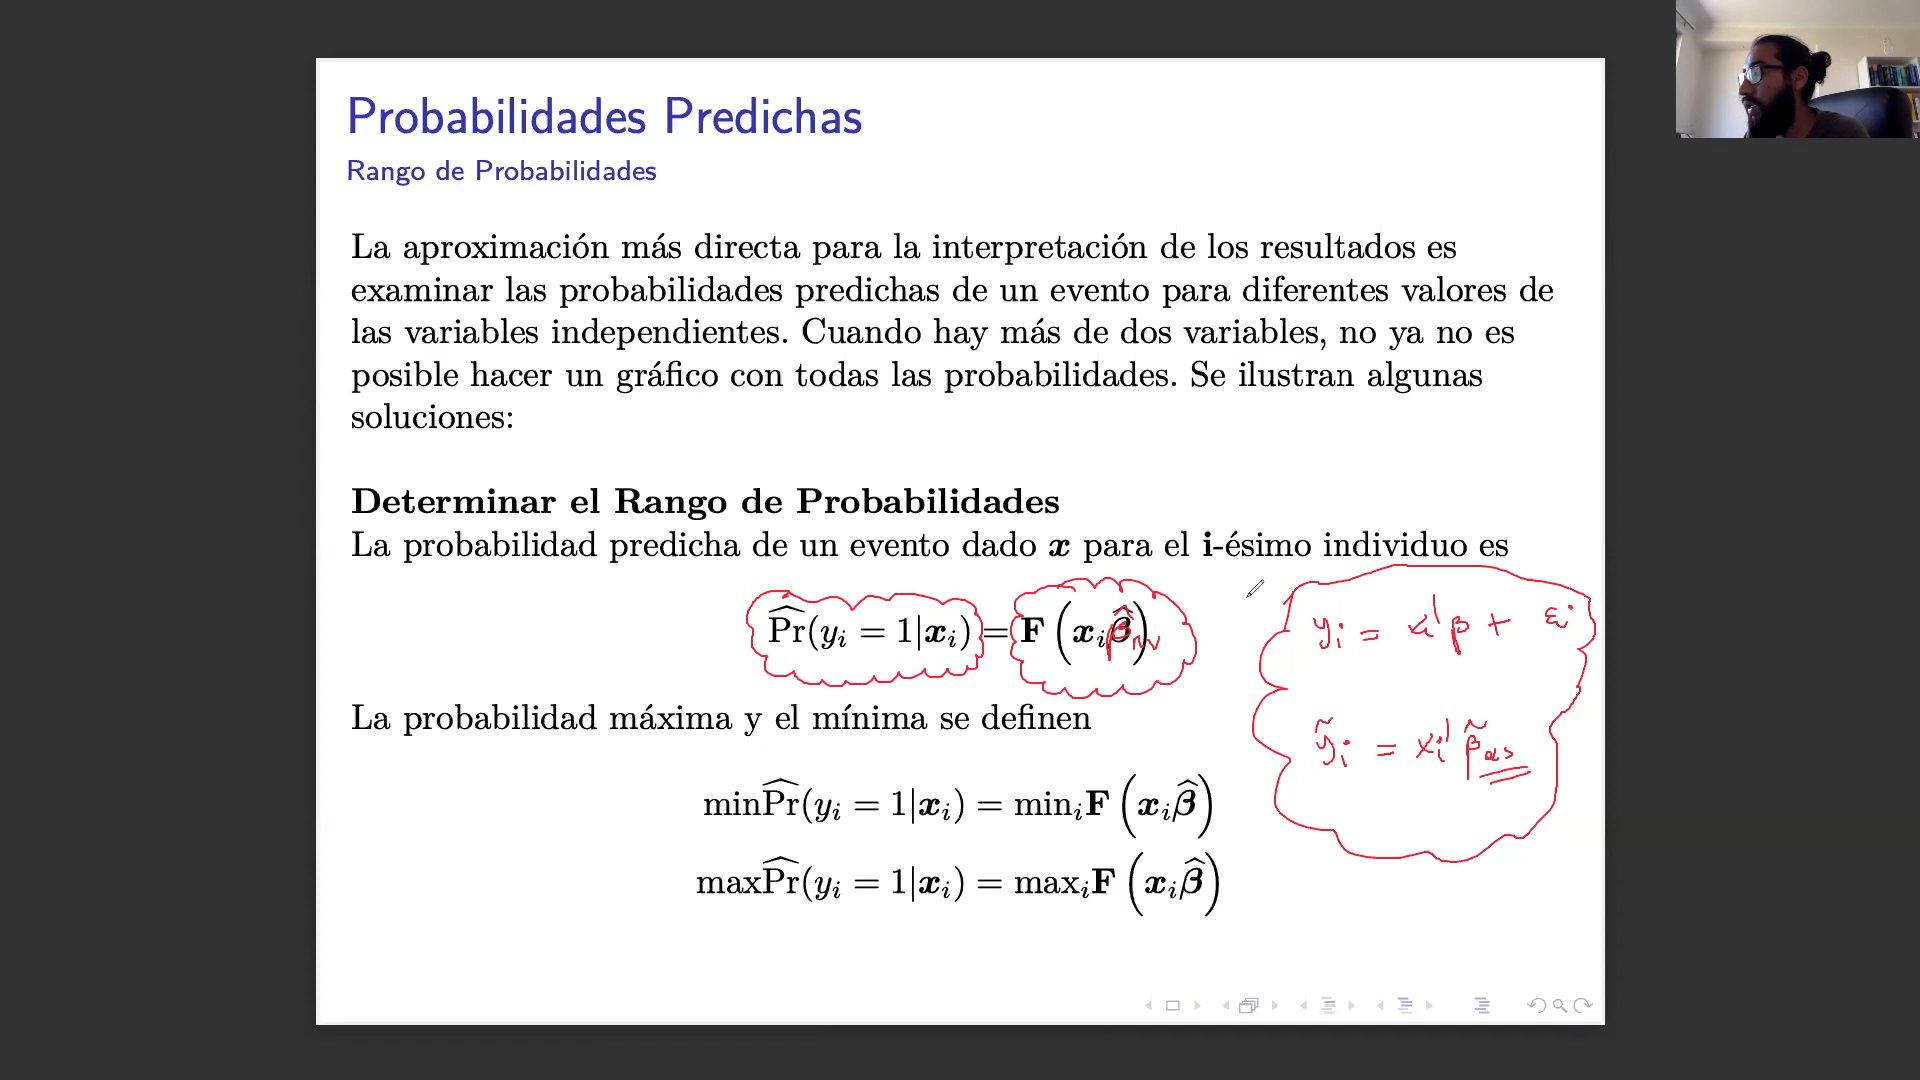 Probabilidades Predichas
Rango de Probabilidades
La aproximación más directa para la interpretación de los resultados es
examinar las probabilidades predichas de un evento para diferentes valores de
las variables independientes. Cuando hay más de dos variables, no ya no es
posible hacer un gráfico con todas las probabilidades. Se ilustran algunas
soluciones:
Determinar el Rango de Probabilidades
La probabilidad predicha de un evento dado x para el i-ésimo individuo es
P̂r(yᵢ = 1|xᵢ) = F(xᵢβ̂)
yᵢ = xᵢ'β + εᵢ
La probabilidad máxima y el mínima se definen
ỹᵢ = xᵢ'β̃
minP̂r(yᵢ = 1|xᵢ) = minᵢF(xᵢβ̂)
maxP̂r(yᵢ = 1|xᵢ) = maxᵢF(xᵢβ̂)